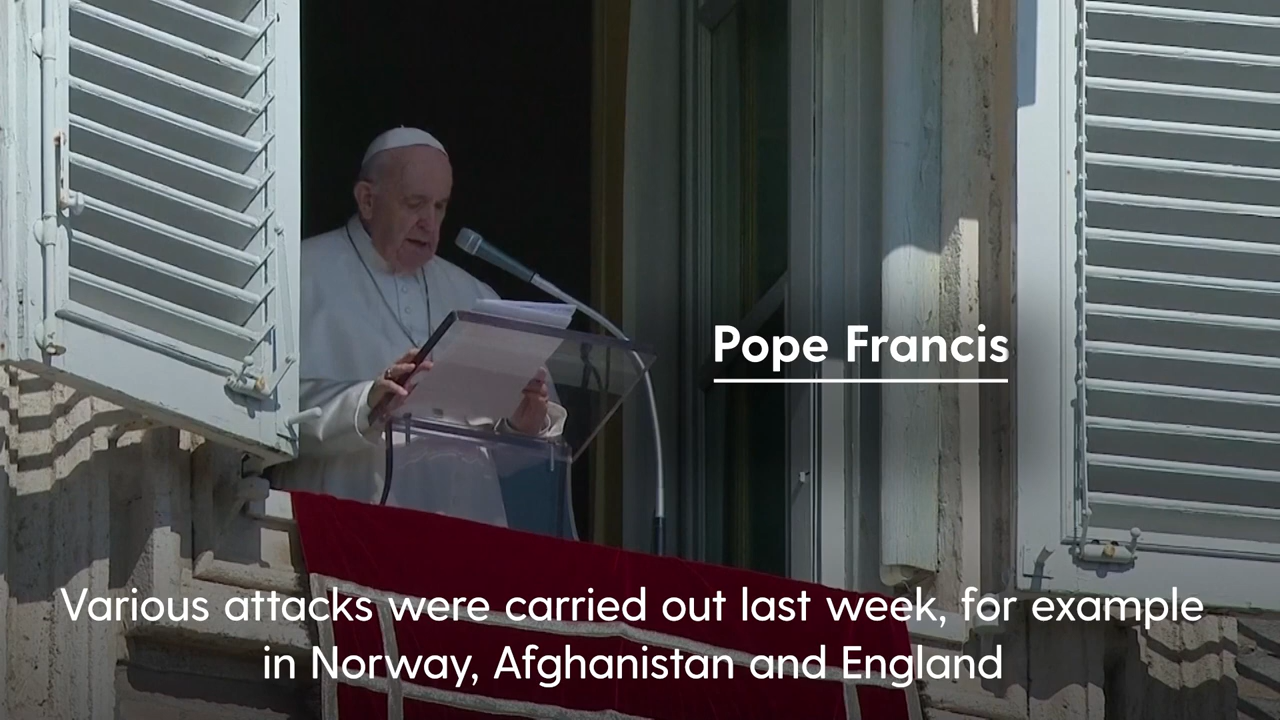 Pope Francis
Various attacks were carried out last week, for example
in Norway, Afghanistan and England